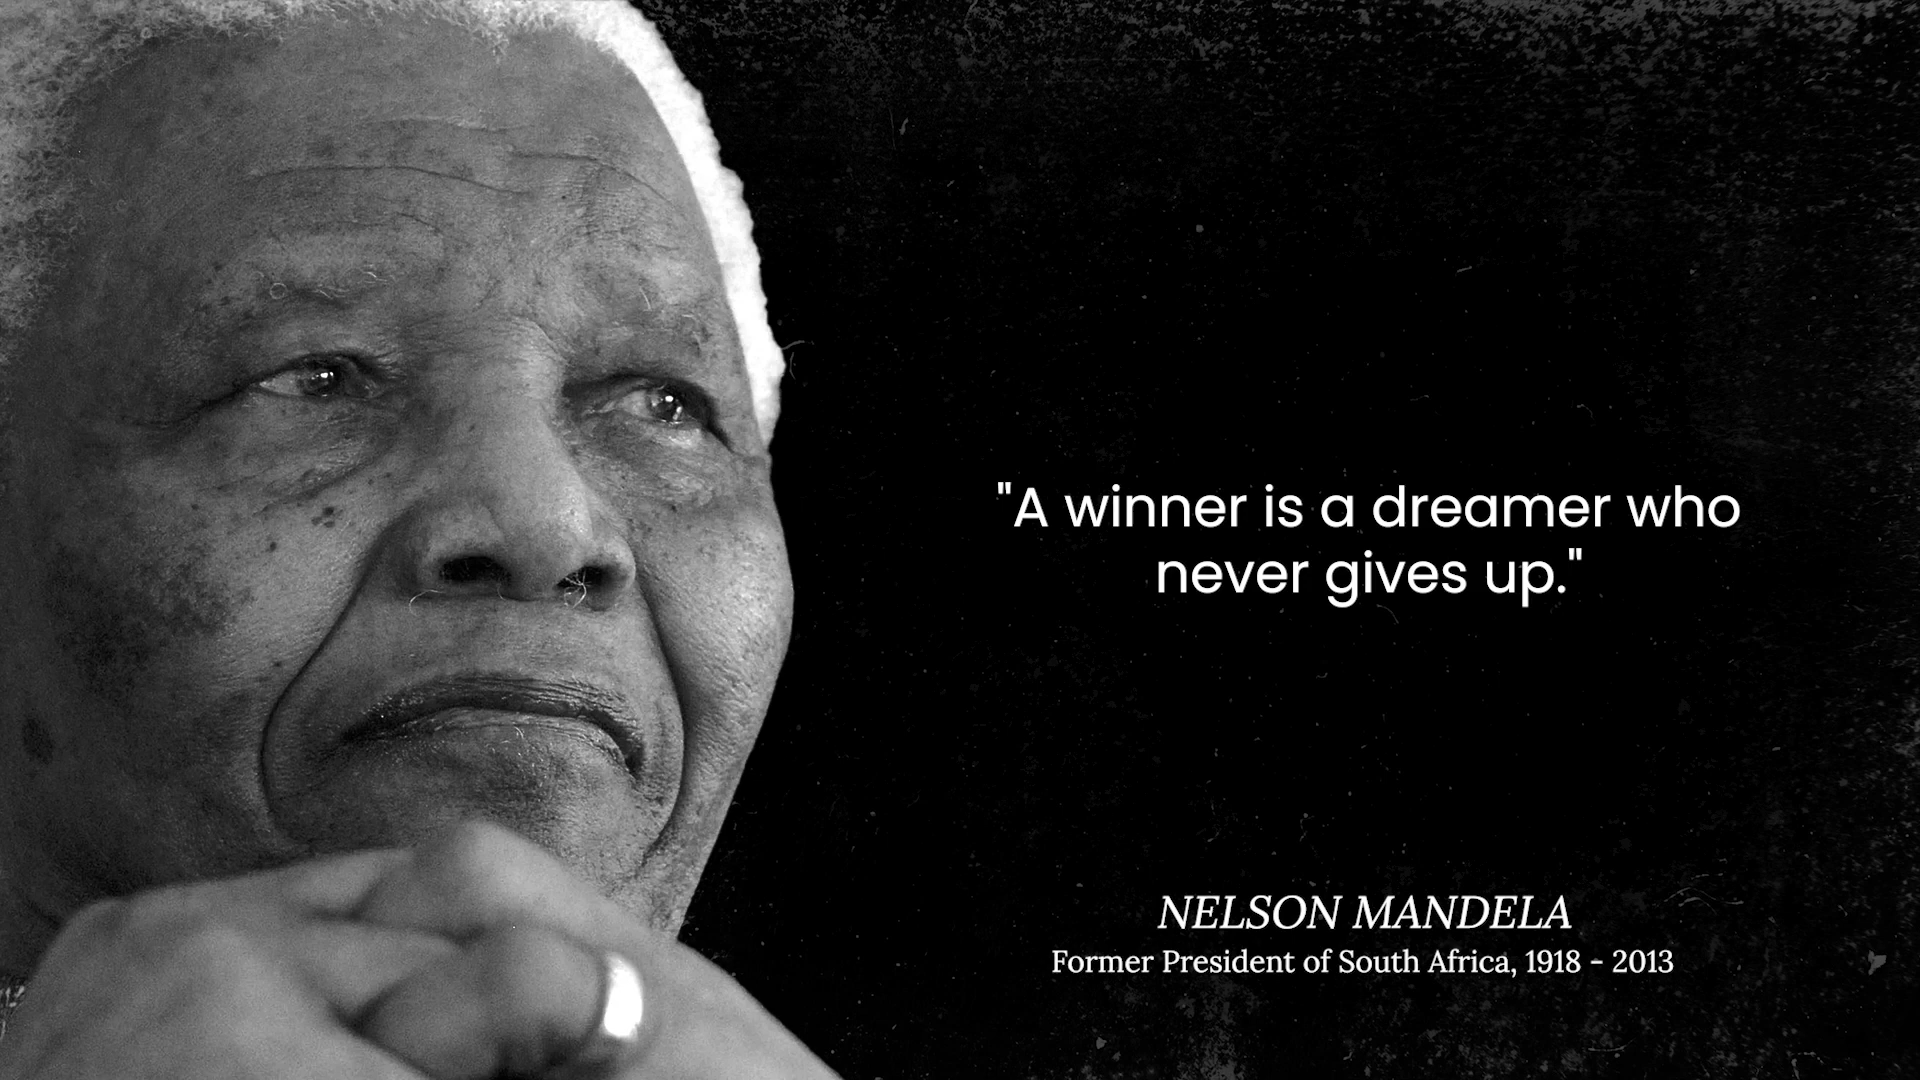 "A winner is a dreamer who
never gives up."
NELSON MANDELA
Former President of South Africa, 1918 - 2013